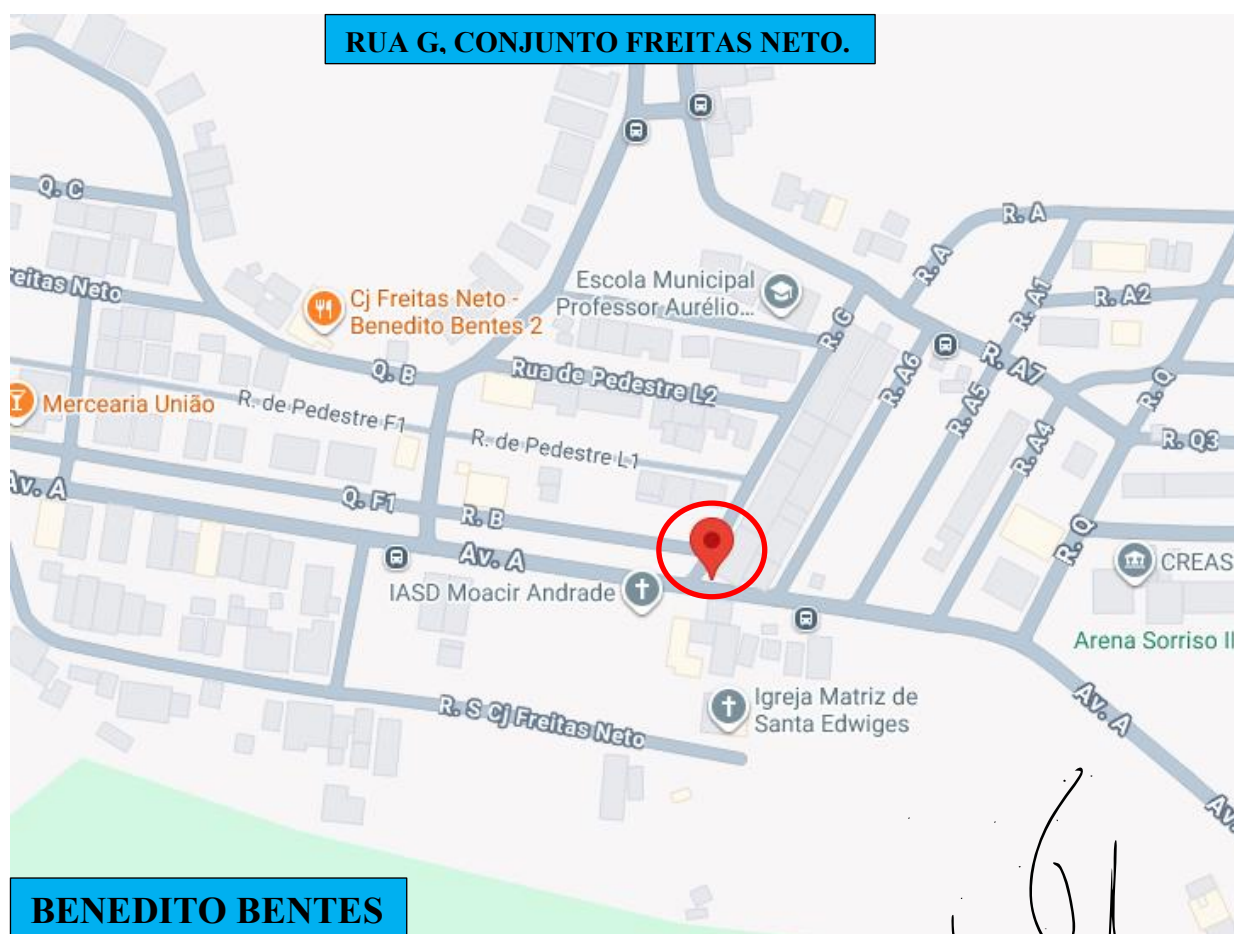 RUA G, CONJUNTO FREITAS NETO.
Q. C
R. A
R. A
eitas Neto
Escola Municipal
Professor Aurélio...
R. G
R. A1
R. A2
Cj Freitas Neto -
Benedito Bentes 2
Q. B
Rua de Pedestre L2
R. A6
R. A7
R. Q
Mercearia União
R. de Pedestre F1
R. de Pedestre L1
R. A5
R. A4
R. Q3
Av. A
Q. F1
R. B
Av. A
R. Q
CREAS
IASD Moacir Andrade
Arena Sorriso II
R. S Cj Freitas Neto
Igreja Matriz de
Santa Edwiges
Av. A
Av.
BENEDITO BENTES